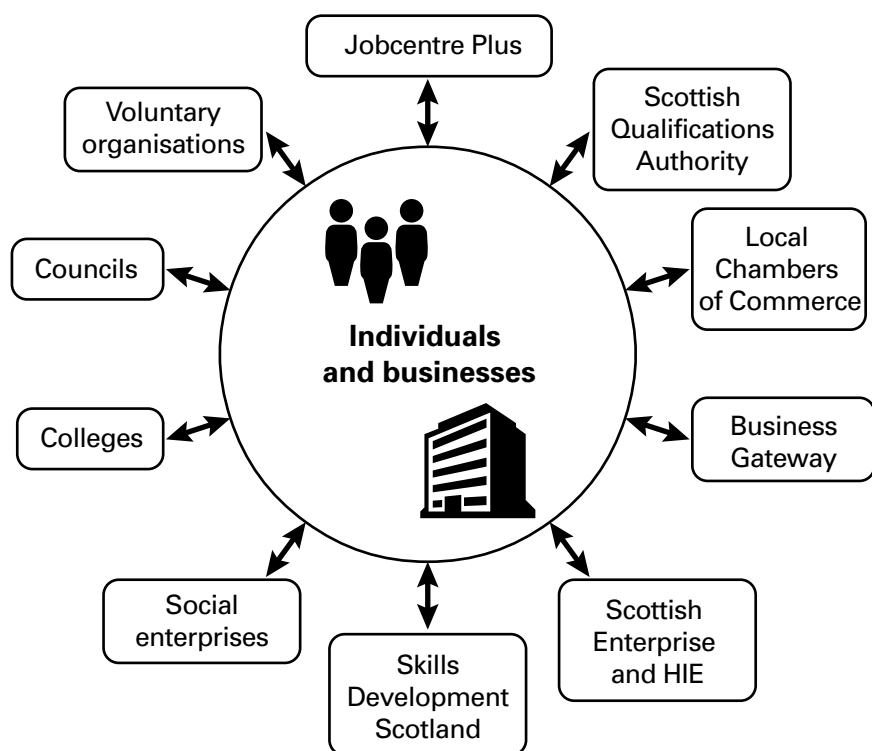 Jobcentre Plus
Scottish
Qualifications
Authority
Local
Chambers
of Commerce
Business
Gateway
Scottish
Enterprise
and HIE
Skills
Development
Scotland
Social
enterprises
Colleges
Councils
Voluntary
organisations
Individuals
and businesses